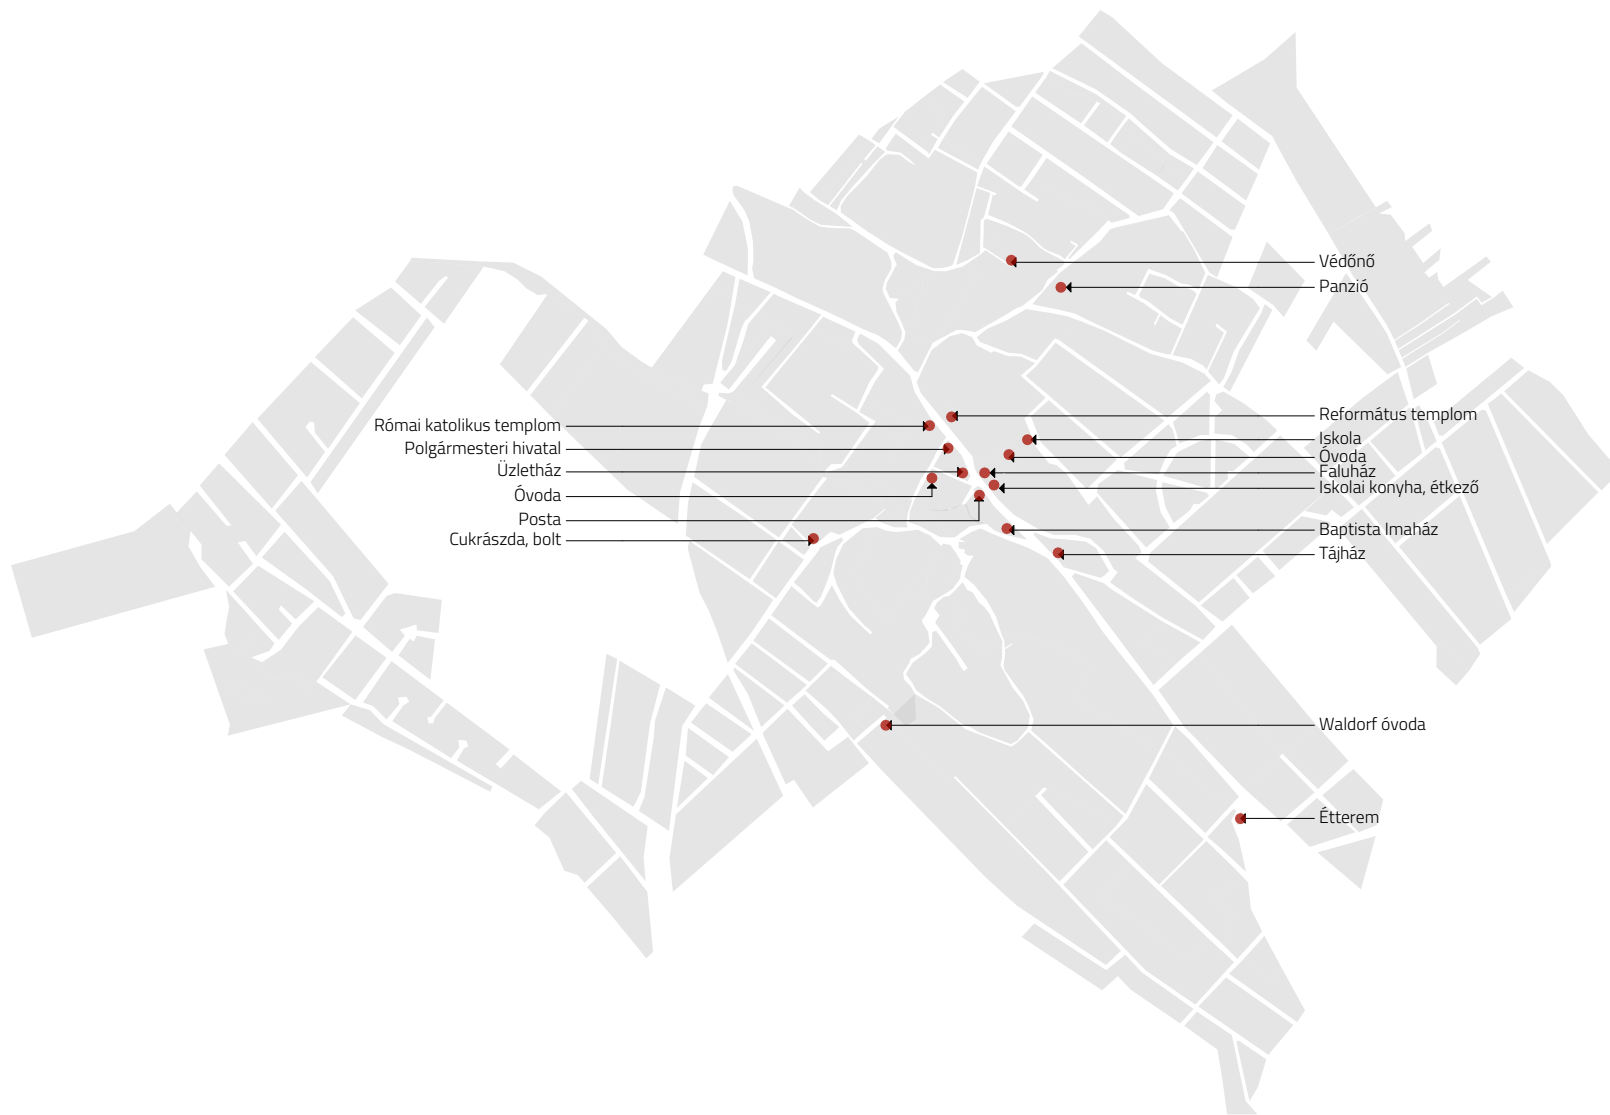 Védőnő
Panzió
Református templom
Római katolikus templom
Iskola
Polgármesteri hivatal
Óvoda
Üzletház
Faluház
Iskolai konyha, étkező
Óvoda
Posta
Baptista Imaház
Cukrászda, bolt
Tájház
Waldorf óvoda
Étterem